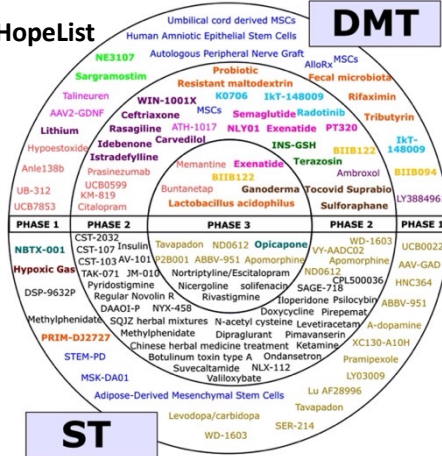 HopeList
DMT
Umbilical cord derived MSCs
Human Amniotic Epithelial Stem Cells
Autologous Peripheral Nerve Graft
AlloRx MSCs
NE3107
Probiotic
Fecal microbiota
Sargramostim
Resistant maltodextrin
Rifaximin
Talineuren
WIN-1001X
K0706
IkT-148009
AAV2-GDNF
Ceftriaxone
MSCs
Semaglutide
Radotinib
Tributyrin
Lithium
Rasagiline
ATH-1017
NLY01
Exenatide
PT320
Hypoestoxide
Idebenone
Carvedilol
INS-GSH
BIIB122
IkT-148009
Istradefylline
Memantine
Exenatide
Terazosin
Anle138b
Prasinezumab
BIIB122
Ambroxol
BIIB094
UB-312
UCB0599
Buntanetap
Ganoderma
Tocovid Suprabio
KM-819
UCB7853
Citalopram
Lactobacillus acidophilus
Sulforaphane
LY3884961
PHASE 1
PHASE 2
PHASE 3
PHASE 2
PHASE 1
NBTX-001
CST-2032
Tavapadon
ND0612
Opicapone
WD-1603
UCB0022
CST-107
Insulin
VY-AADC02
Hypoxic Gas
CST-103
AV-101
P2B001
ABBV-951
Apomorphine
Apomorphine
AAV-GAD
TAK-071
JM-010
Nortriptyline/Escitalopram
ND0612
CPL500036
HNC364
DSP-9632P
Pyridostigmine
Nicergoline
solifenacin
SAGE-718
Regular Novolin R
Rivastigmine
Iloperidone
Psilocybin
ABBV-951
DAAOI-P
NYX-458
Doxycycline
Pirepemat
Methylphenidate
SQJZ herbal mixtures
N-acetyl cysteine
Levetiracetam
A-dopamine
Methylphenidate
Dipraglurant
Pimavanserin
XC130-A10H
PRIM-DJ2727
Chinese herbal medicine treatment
Ketamine
Botulinum toxin type A
Ondansetron
Pramipexole
STEM-PD
Suvecaltamide
NLX-112
LY03009
Valiloxybate
MSK-DA01
Lu AF28996
Adipose-Derived Mesenchymal Stem Cells
Tavapadon
Levodopa/carbidopa
SER-214
WD-1603
ST